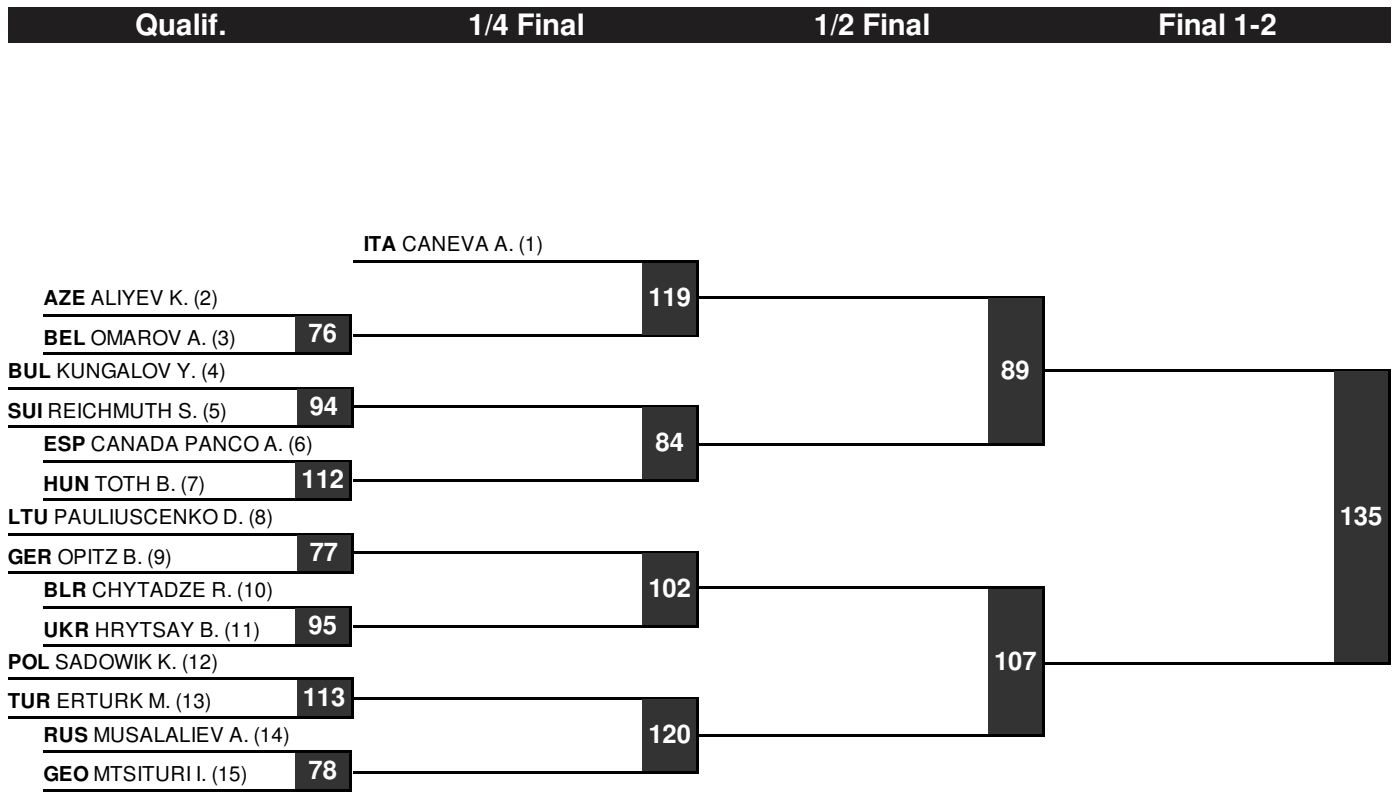 Qualif. 1/4 Final 1/2 Final Final 1-2
ITA CANEVA A. (1)
119
AZE ALIYEV K. (2)
BEL OMAROV A. (3)
76
BUL KUNGALOV Y. (4)
89
SUI REICHMUTH S. (5)
94
ESP CANADA PANCO A. (6)
84
HUN TOTH B. (7)
112
LTU PAULIUSCENKO D. (8)
135
GER OPITZ B. (9)
77
BLR CHYTADZE R. (10)
102
UKR HRYTSAY B. (11)
95
POL SADOWIK K. (12)
107
TUR ERTURK M. (13)
113
RUS MUSALALIEV A. (14)
120
GEO MTSITURI I. (15)
78